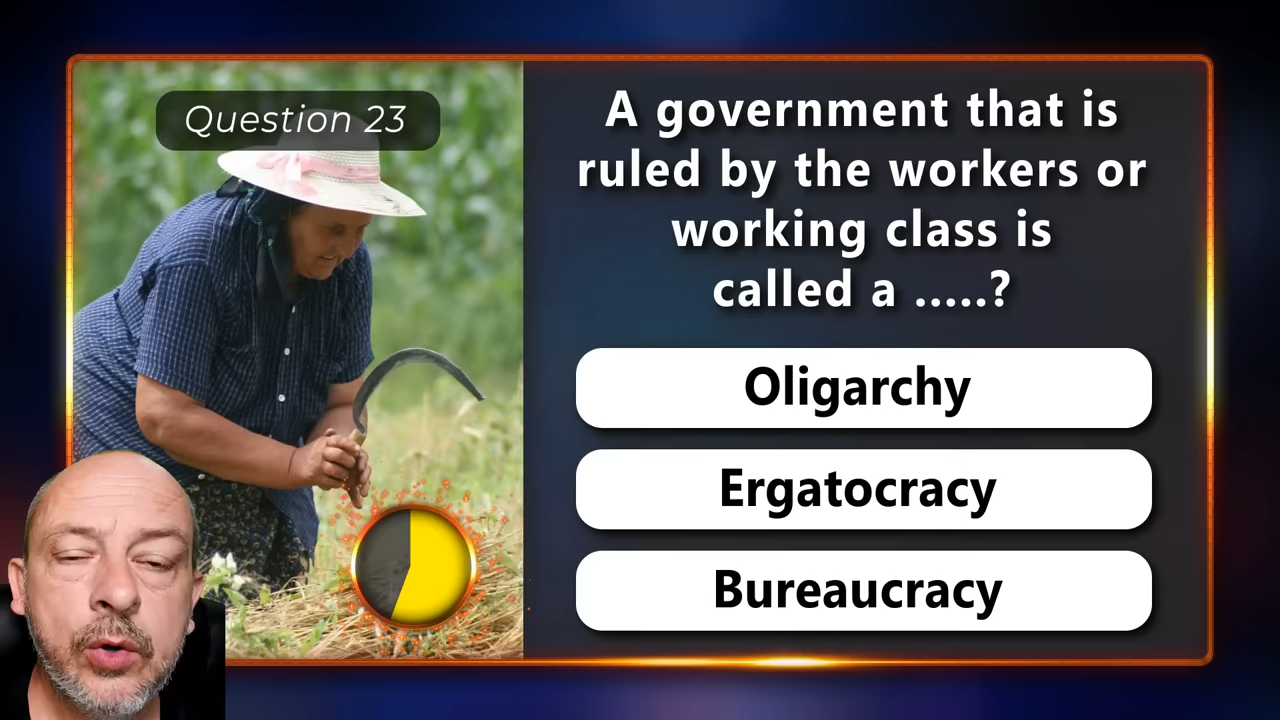 Question 23
A government that is
ruled by the workers or
working class is
called a .....?
Oligarchy
Ergatocracy
Bureaucracy